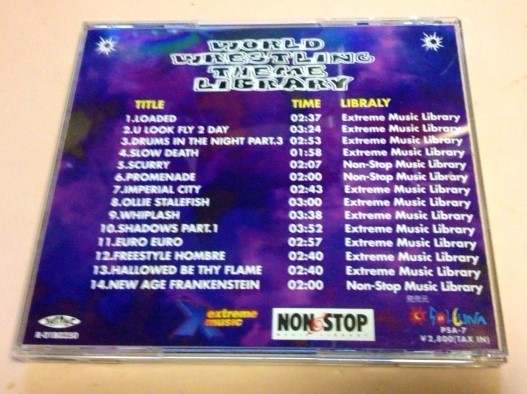 WORLD
WRESTLING
THEME
LIBRARY
TITLE TIME LIBRALY
1.LOADED 02:37 Extreme Music Library
2.U LOOK FLY 2 DAY 03:24 Extreme Music Library
3.DRUMS IN THE NIGHT PART.3 02:53 Extreme Music Library
4.SLOW DEATH 01:58 Extreme Music Library
5.SCURRY 02:07 Non-Stop Music Library
6.PROMENADE 02:00 Non-Stop Music Library
7.IMPERIAL CITY 02:43 Extreme Music Library
8.OLLIE STALEFISH 03:00 Extreme Music Library
9.WHIPLASH 03:38 Extreme Music Library
10.SHADOWS PART.1 03:52 Extreme Music Library
11.EURO EURO 02:57 Extreme Music Library
12.FREESTYLE HOMBRE 02:40 Extreme Music Library
13.HALLOWED BE THY FLAME 02:40 Extreme Music Library
14.NEW AGE FRANKENSTEIN 02:00 Non-Stop Music Library
発売元
extreme
music
NON STOP
MUSIC LIBRARY
PSA-7
¥2,800(TAX IN)